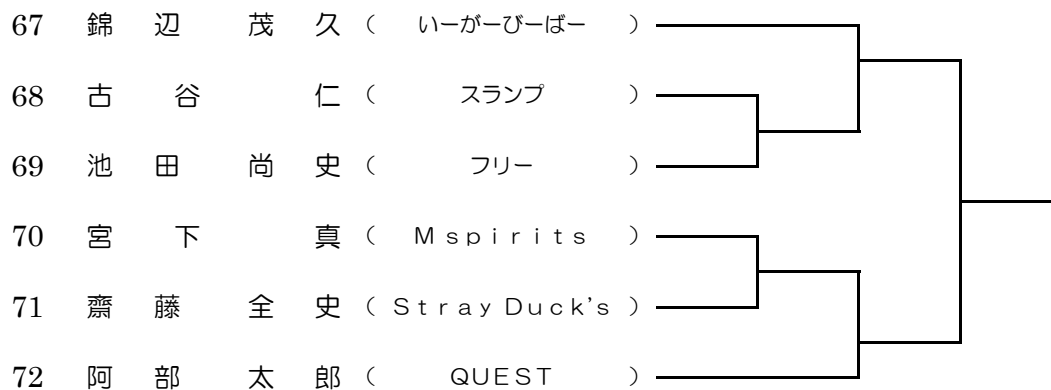 67 錦辺 茂久 ( いーがーびーばー )
68 古谷 仁 ( スランプ )
69 池田 尚史 ( フリー )
70 宮下 真 ( Mspirits )
71 齋藤 全史 ( Stray Duck's )
72 阿部 太郎 ( QUEST )